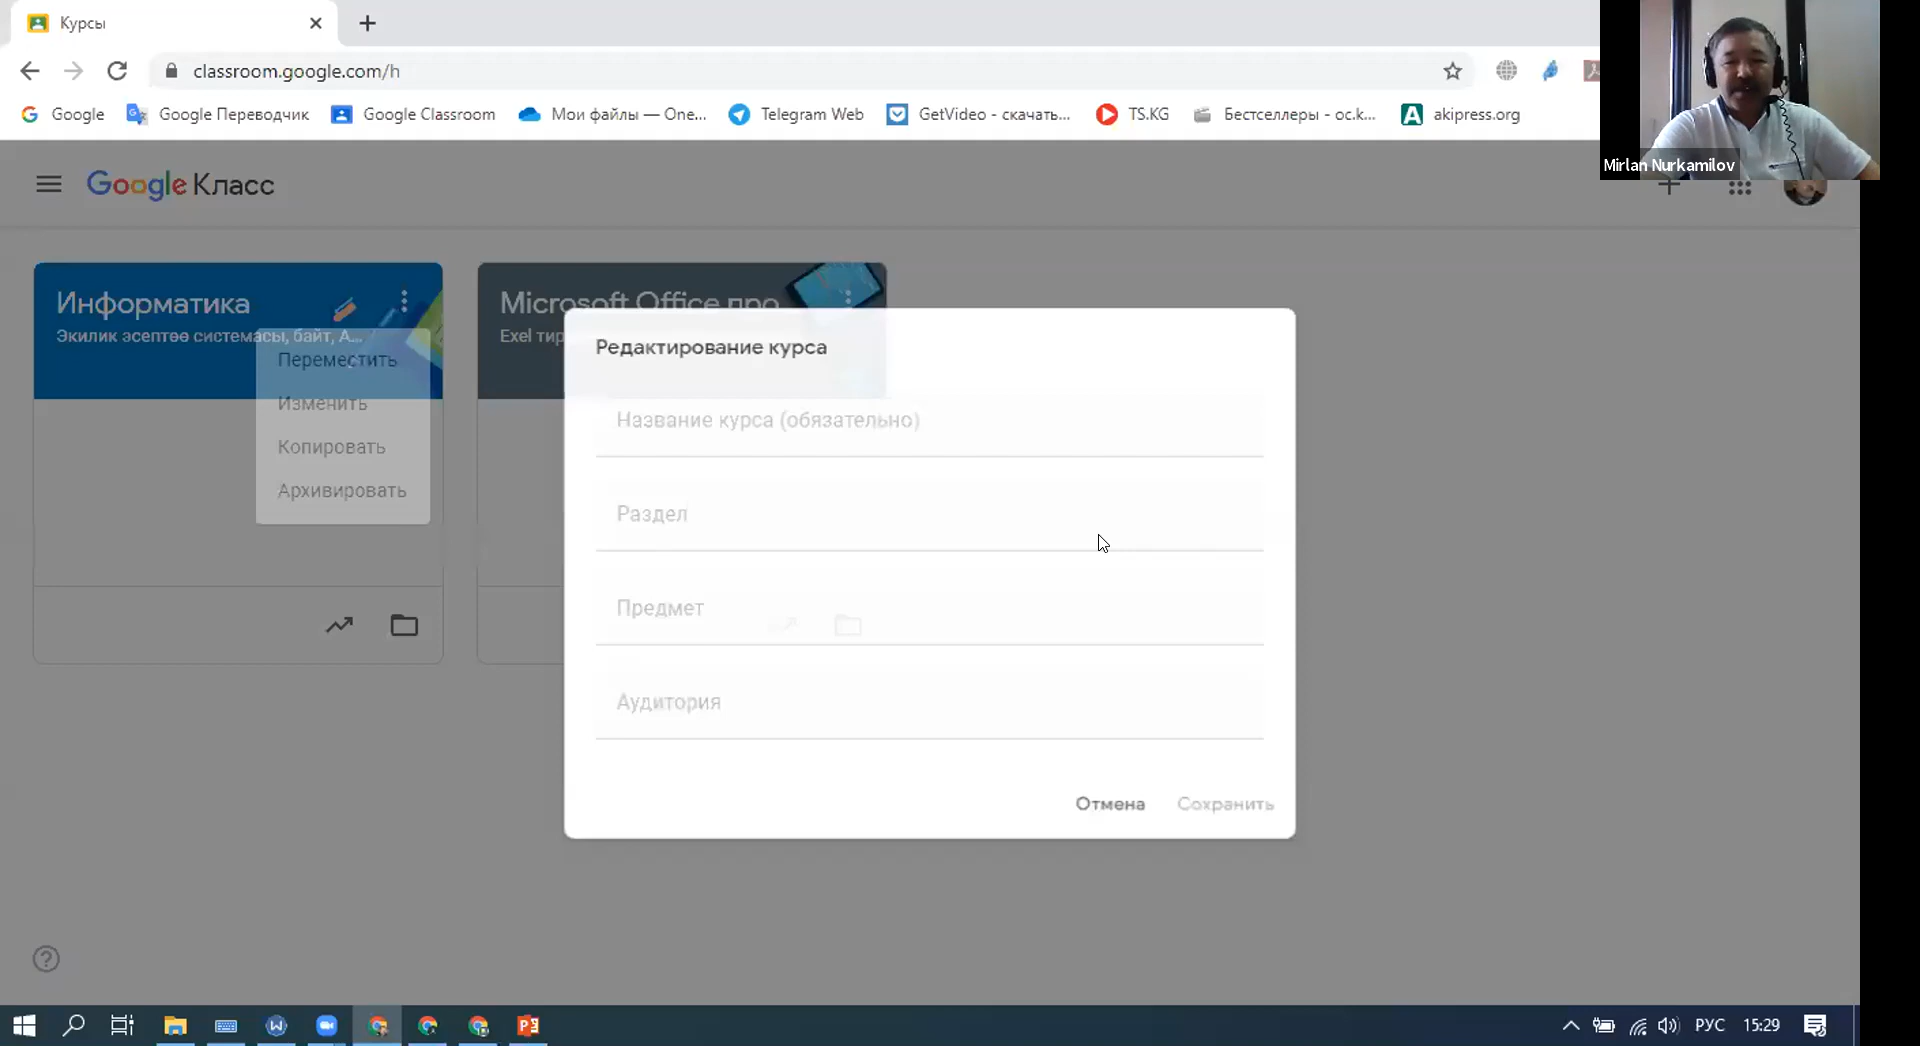 Курсы
classroom.google.com/h
Google
Google Переводчик
Google Classroom
Мои файлы — One...
Telegram Web
GetVideo - скачать...
TS.KG
Бестселлеры - oc.k...
akipress.org
Mirlan Nurkamilov
Google Класс
Информатика
Экилик эсептөө системасы, байт, А...
Переместить
Изменить
Копировать
Архивировать
Microsoft Office про
Exel тир
Редактирование курса
Название курса (обязательно)
Раздел
Предмет
Аудитория
Отмена
Сохранить
РУС
15:29